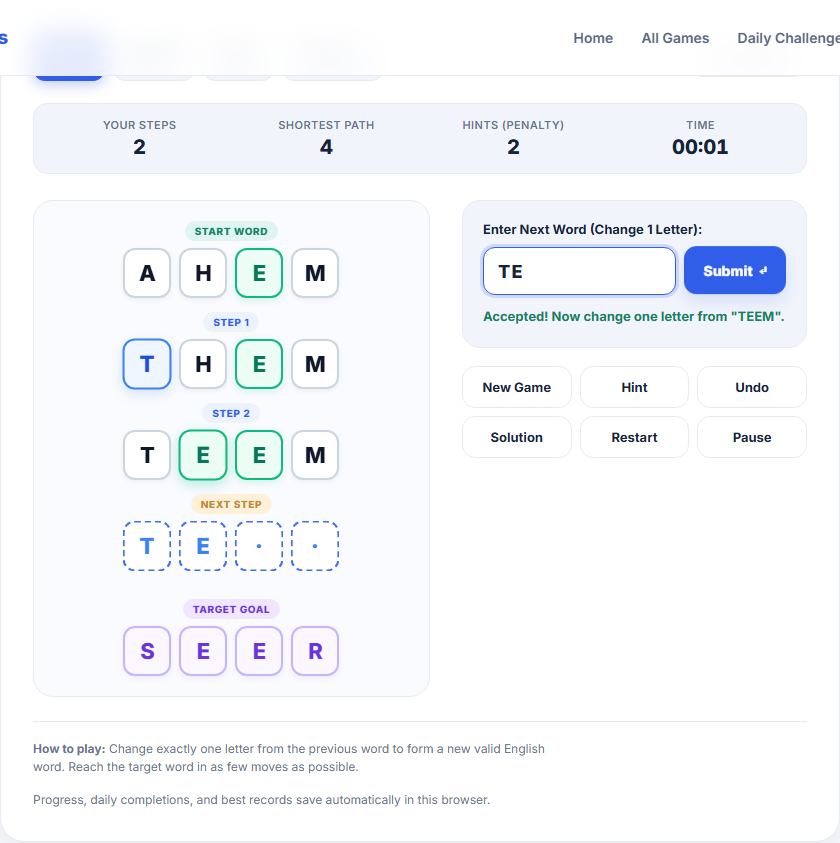 s
Home All Games Daily Challenge
YOUR STEPS SHORTEST PATH HINTS (PENALTY) TIME
2 4 2 00:01
START WORD
A H E M
STEP 1
T H E M
STEP 2
T E E M
NEXT STEP
T E · ·
TARGET GOAL
S E E R
Enter Next Word (Change 1 Letter):
TE
Submit ↵
Accepted! Now change one letter from "TEEM".
New Game Hint Undo
Solution Restart Pause
How to play: Change exactly one letter from the previous word to form a new valid English
word. Reach the target word in as few moves as possible.
Progress, daily completions, and best records save automatically in this browser.